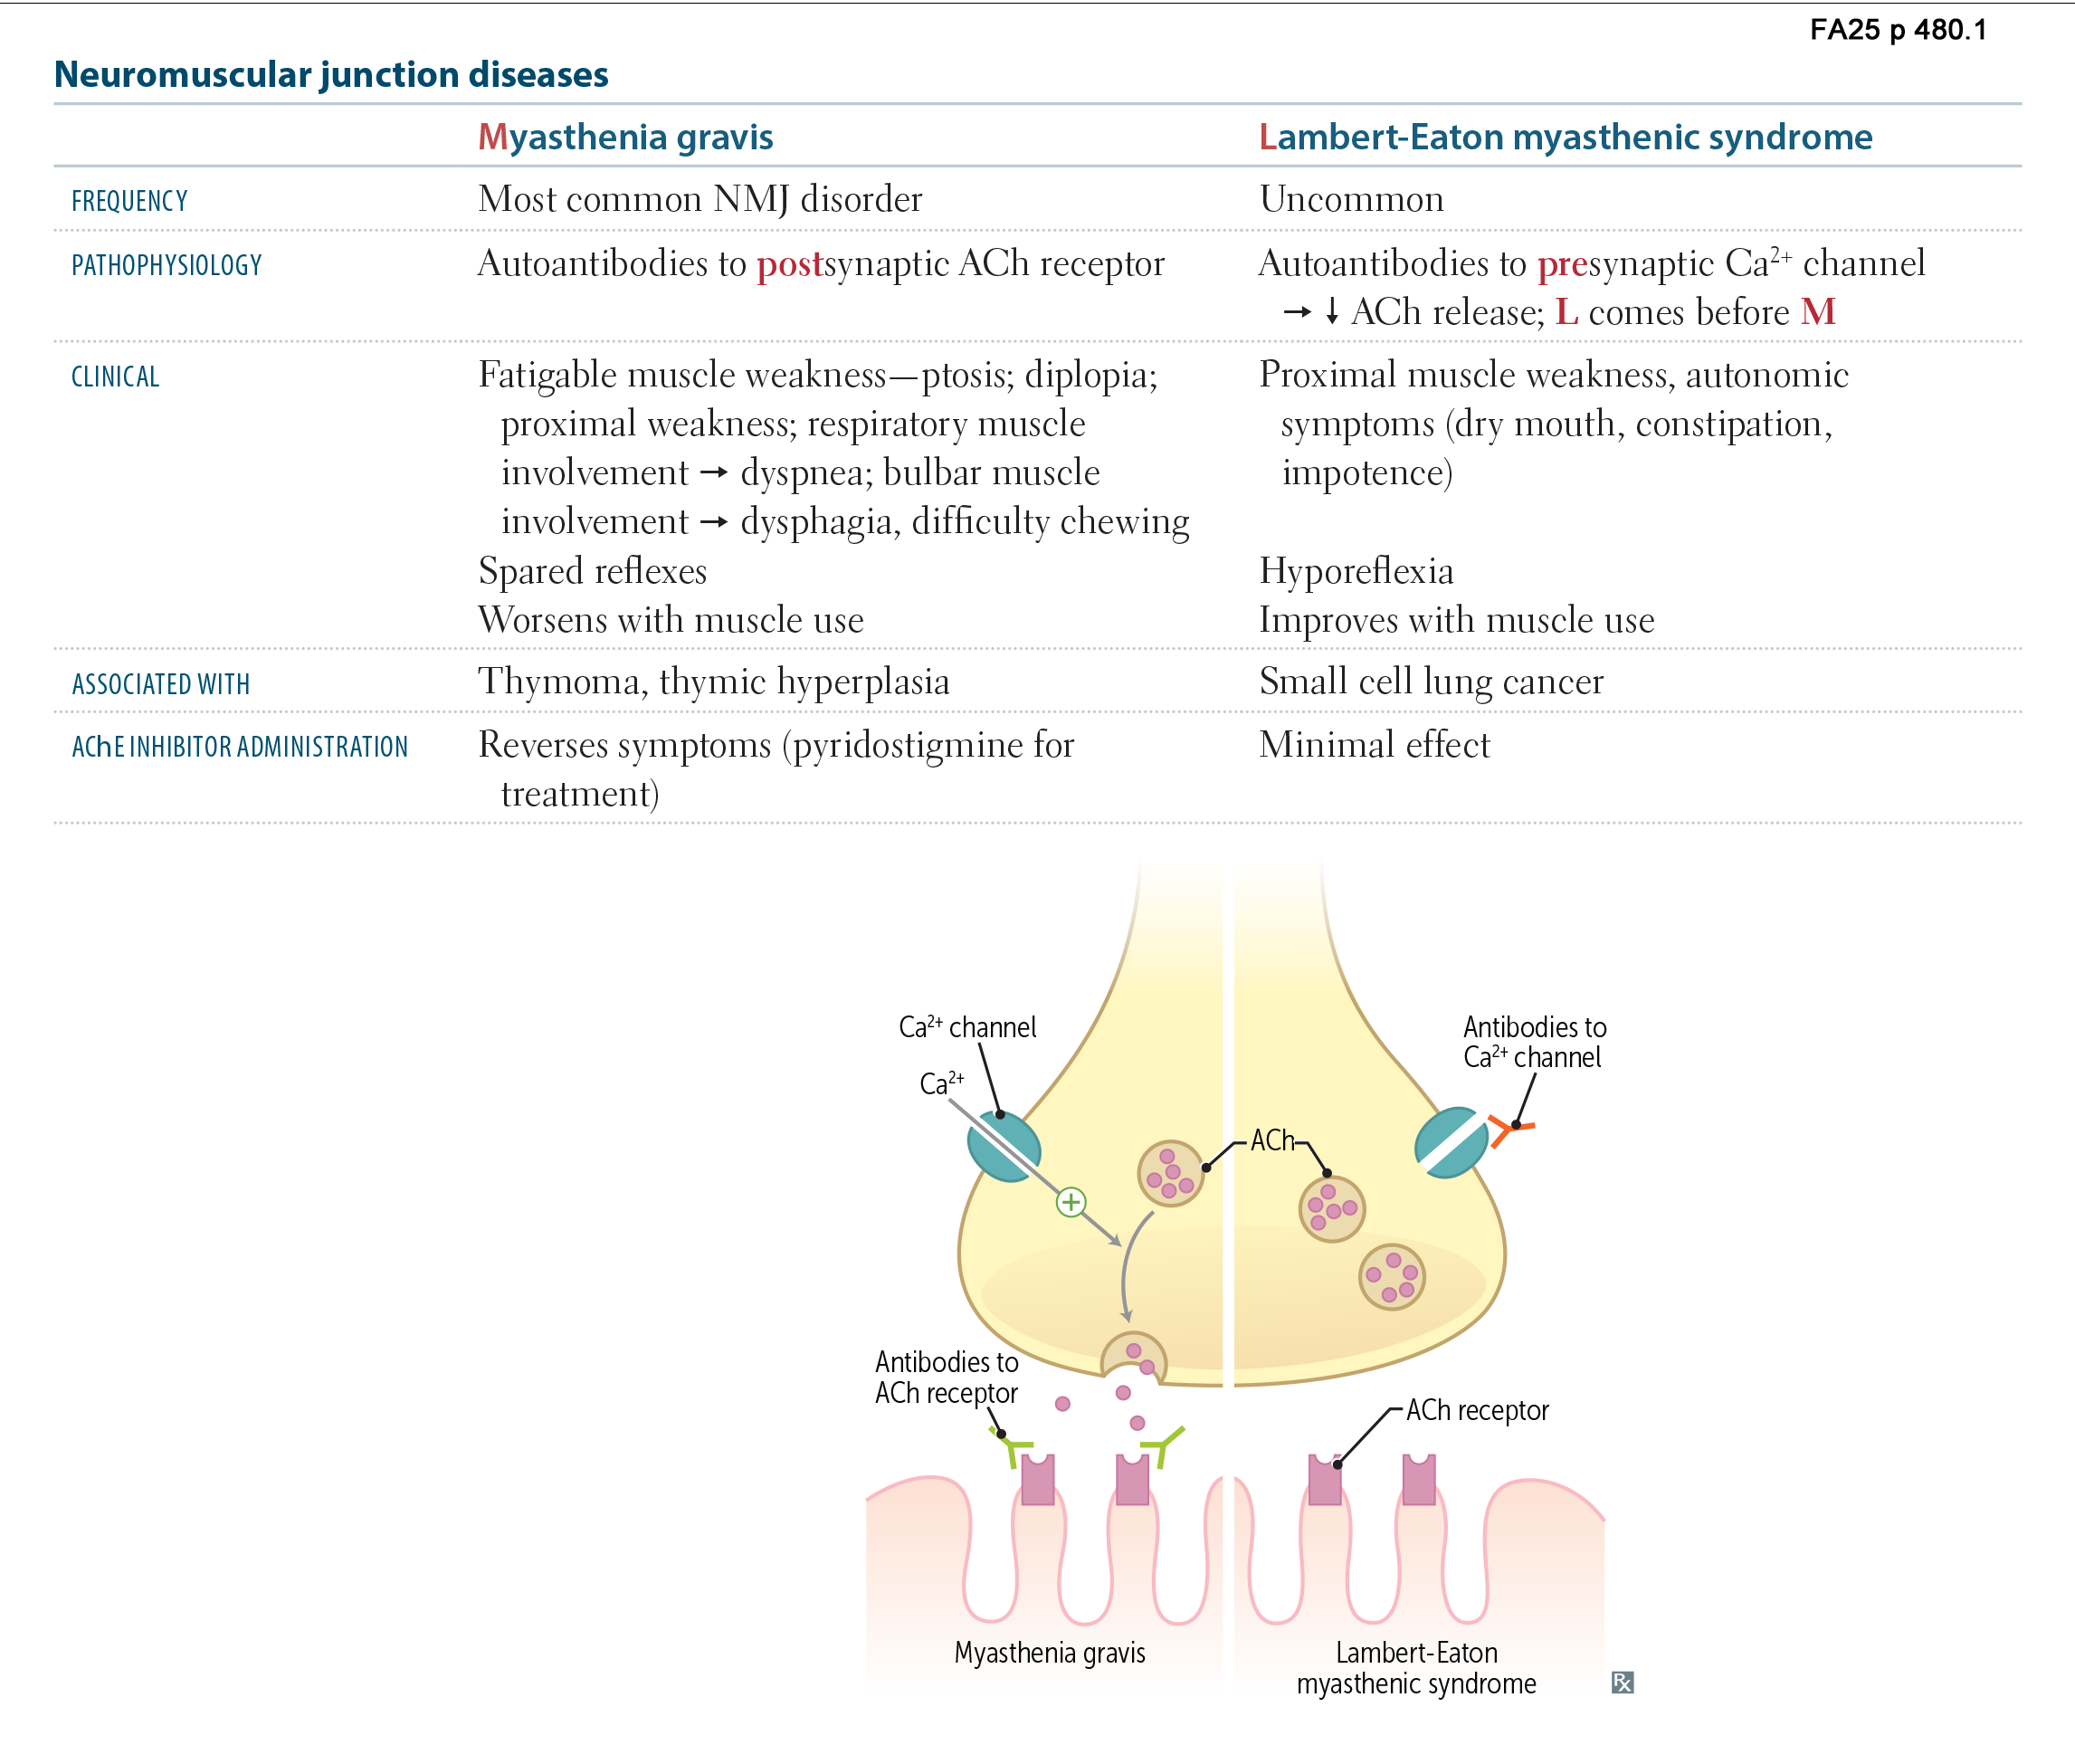 FA25 p 480.1
Neuromuscular junction diseases
Myasthenia gravis
Lambert-Eaton myasthenic syndrome
FREQUENCY
Most common NMJ disorder
Uncommon
PATHOPHYSIOLOGY
Autoantibodies to postsynaptic ACh receptor
Autoantibodies to presynaptic Ca²⁺ channel
→ ↓ ACh release; L comes before M
CLINICAL
Fatigable muscle weakness—ptosis; diplopia;
proximal weakness; respiratory muscle
involvement → dyspnea; bulbar muscle
involvement → dysphagia, difficulty chewing
Spared reflexes
Worsens with muscle use
Proximal muscle weakness, autonomic
symptoms (dry mouth, constipation,
impotence)
Hyporeflexia
Improves with muscle use
ASSOCIATED WITH
Thymoma, thymic hyperplasia
Small cell lung cancer
AChE INHIBITOR ADMINISTRATION
Reverses symptoms (pyridostigmine for
treatment)
Minimal effect
Ca²⁺ channel
Ca²⁺
Antibodies to
Ca²⁺ channel
ACh
+
Antibodies to
ACh receptor
ACh receptor
Myasthenia gravis
Lambert-Eaton
myasthenic syndrome
Rx